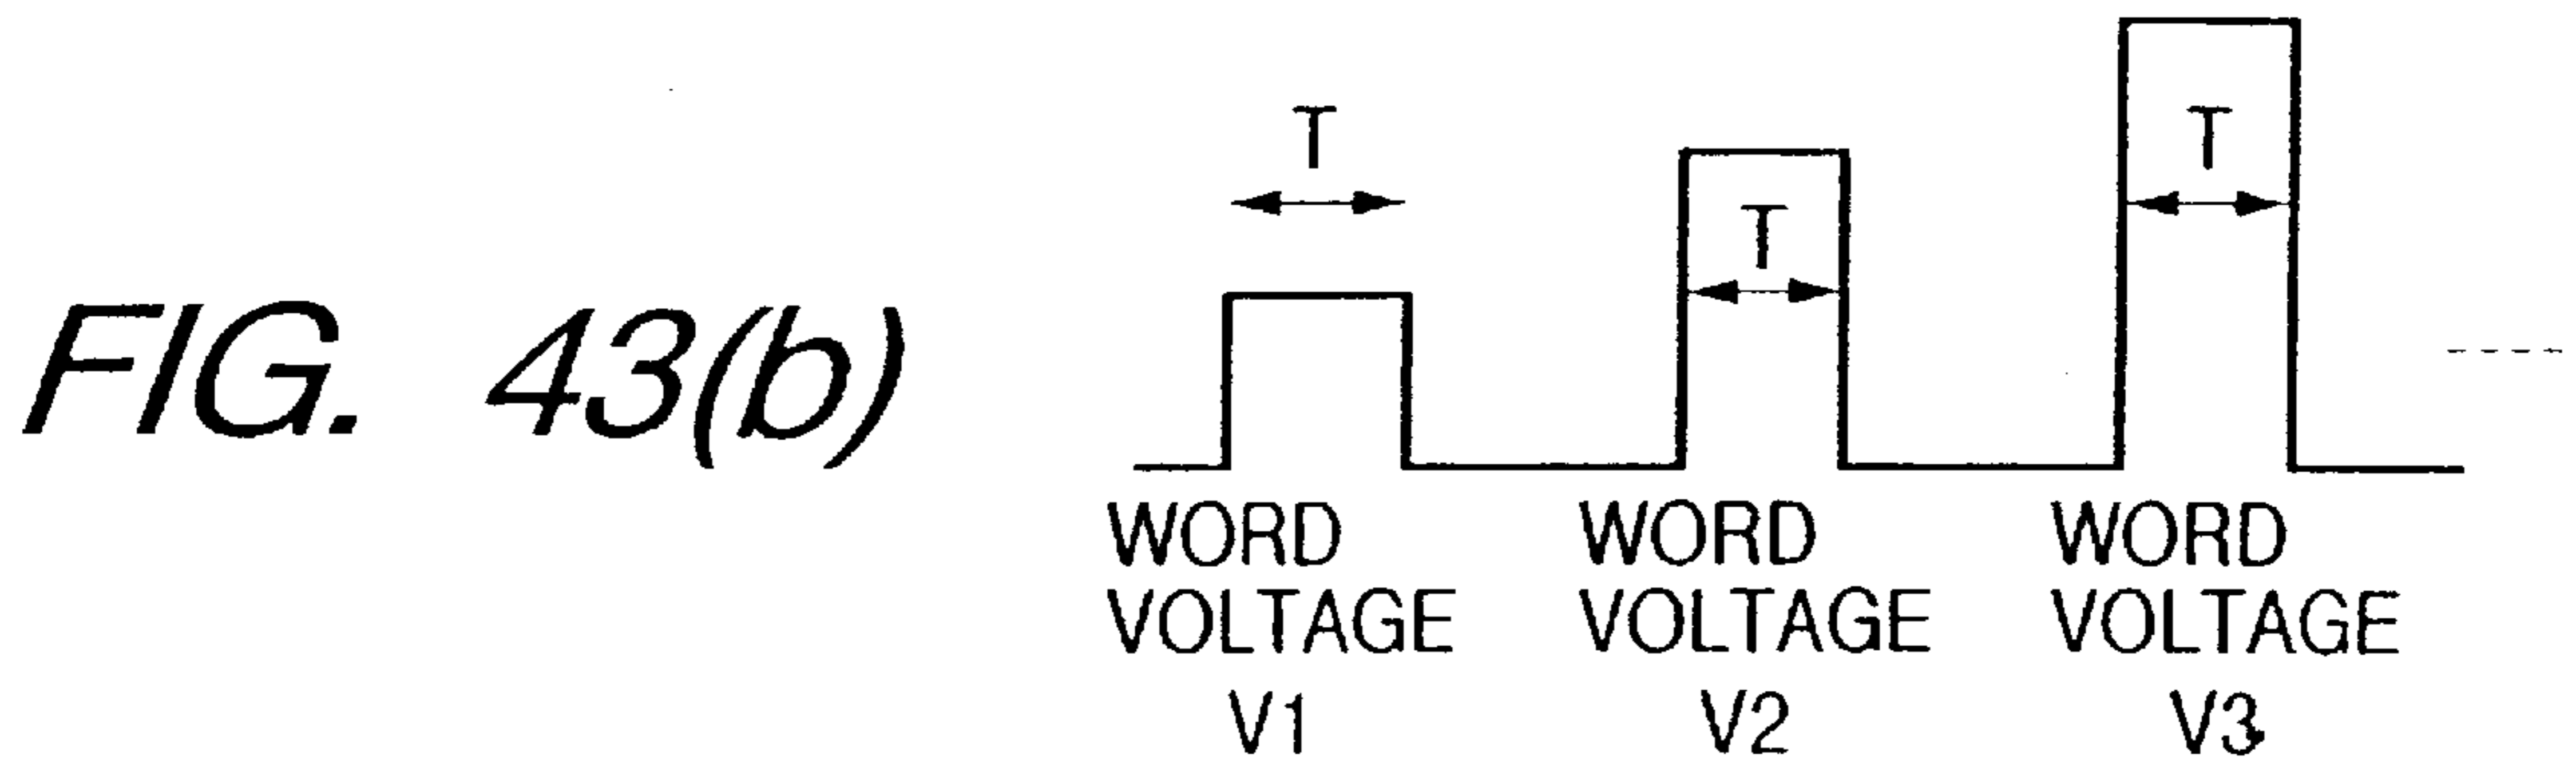 T
T
T
FIG. 43(b)
WORD VOLTAGE V1
WORD VOLTAGE V2
WORD VOLTAGE V3